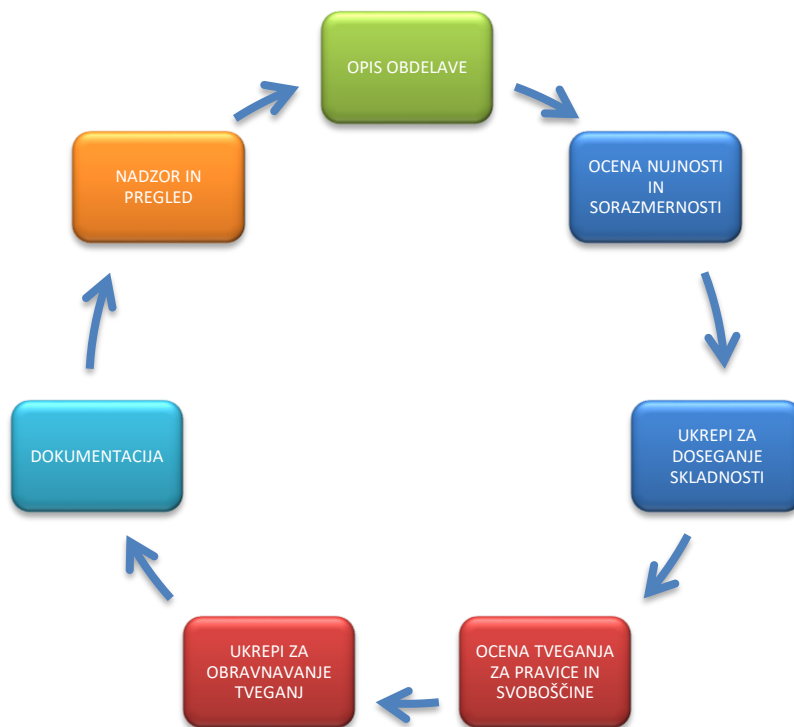 OPIS OBDELAVE
OCENA NUJNOSTI
IN
SORAZMERNOSTI
UKREPI ZA
DOSEGANJE
SKLADNOSTI
OCENA TVEGANJA
ZA PRAVICE IN
SVOBOŠČINE
UKREPI ZA
OBRAVNAVANJE
TVEGANJ
DOKUMENTACIJA
NADZOR IN
PREGLED